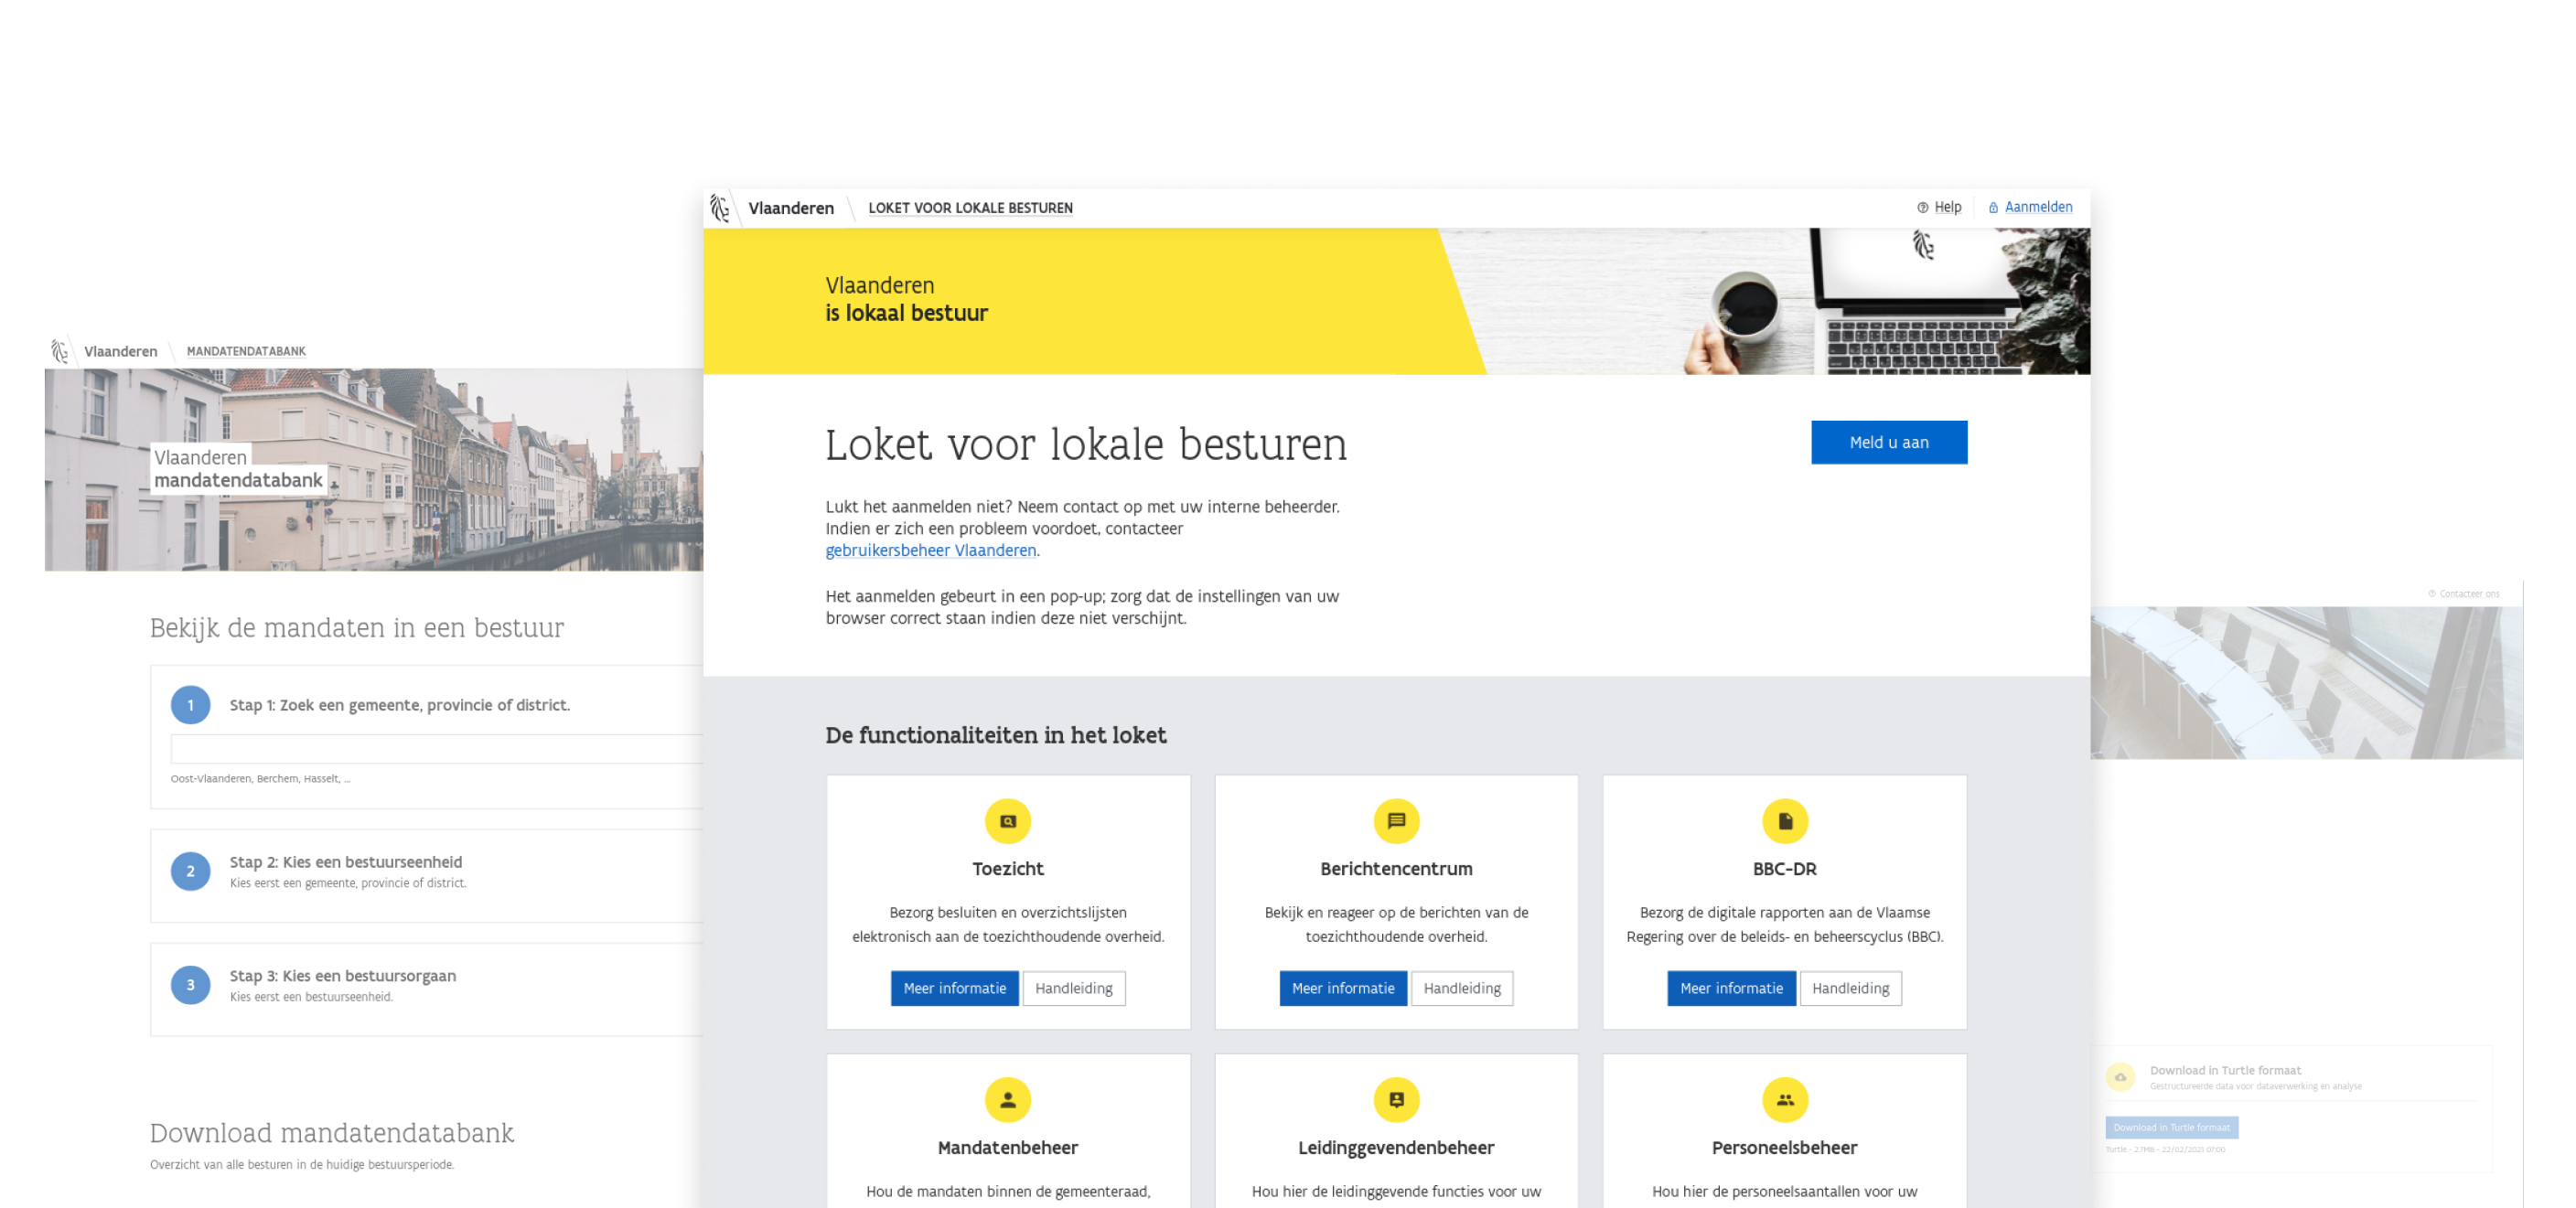 Vlaanderen
MANDATENDATABANK
Vlaanderen
mandatendatabank
Bekijk de mandaten in een bestuur
1
Stap 1: Zoek een gemeente, provincie of district.
Oost-Vlaanderen, Berchem, Hasselt, ...
2
Stap 2: Kies een bestuurseenheid
Kies eerst een gemeente, provincie of district.
3
Stap 3: Kies een bestuursorgaan
Kies eerst een bestuurseenheid.
Download mandatendatabank
Overzicht van alle besturen in de huidige bestuursperiode.
Vlaanderen
LOKET VOOR LOKALE BESTUREN
Help
Aanmelden
Vlaanderen
is lokaal bestuur
Loket voor lokale besturen
Meld u aan
Lukt het aanmelden niet? Neem contact op met uw interne beheerder.
Indien er zich een probleem voordoet, contacteer
gebruikersbeheer Vlaanderen.
Het aanmelden gebeurt in een pop-up; zorg dat de instellingen van uw
browser correct staan indien deze niet verschijnt.
De functionaliteiten in het loket
Toezicht
Bezorg besluiten en overzichtslijsten
elektronisch aan de toezichthoudende overheid.
Meer informatie
Handleiding
Berichtencentrum
Bekijk en reageer op de berichten van de
toezichthoudende overheid.
Meer informatie
Handleiding
BBC-DR
Bezorg de digitale rapporten aan de Vlaamse
Regering over de beleids- en beheerscyclus (BBC).
Meer informatie
Handleiding
Mandatenbeheer
Hou de mandaten binnen de gemeenteraad,
Leidinggevendenbeheer
Hou hier de leidinggevende functies voor uw
Personeelsbeheer
Hou hier de personeelsaantallen voor uw
Contacteer ons
Download in Turtle formaat
Gestructureerde data voor dataverwerking en analyse
Download in Turtle formaat
Turtle - 2.1MB - 22/02/2021 07:00